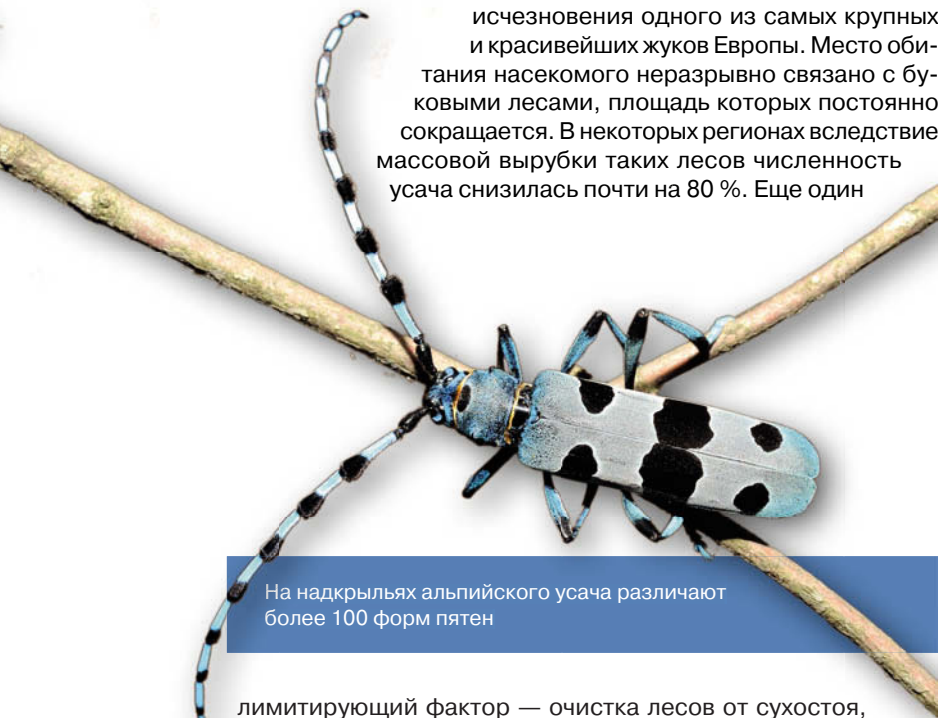 исчезновения одного из самых крупных
и красивейших жуков Европы. Место оби-
тания насекомого неразрывно связано с бу-
ковыми лесами, площадь которых постоянно
сокращается. В некоторых регионах вследствие
массовой вырубки таких лесов численность
усача снизилась почти на 80 %. Еще один
На надкрыльях альпийского усача различают
более 100 форм пятен
лимитирующий фактор — очистка лесов от сухостоя,